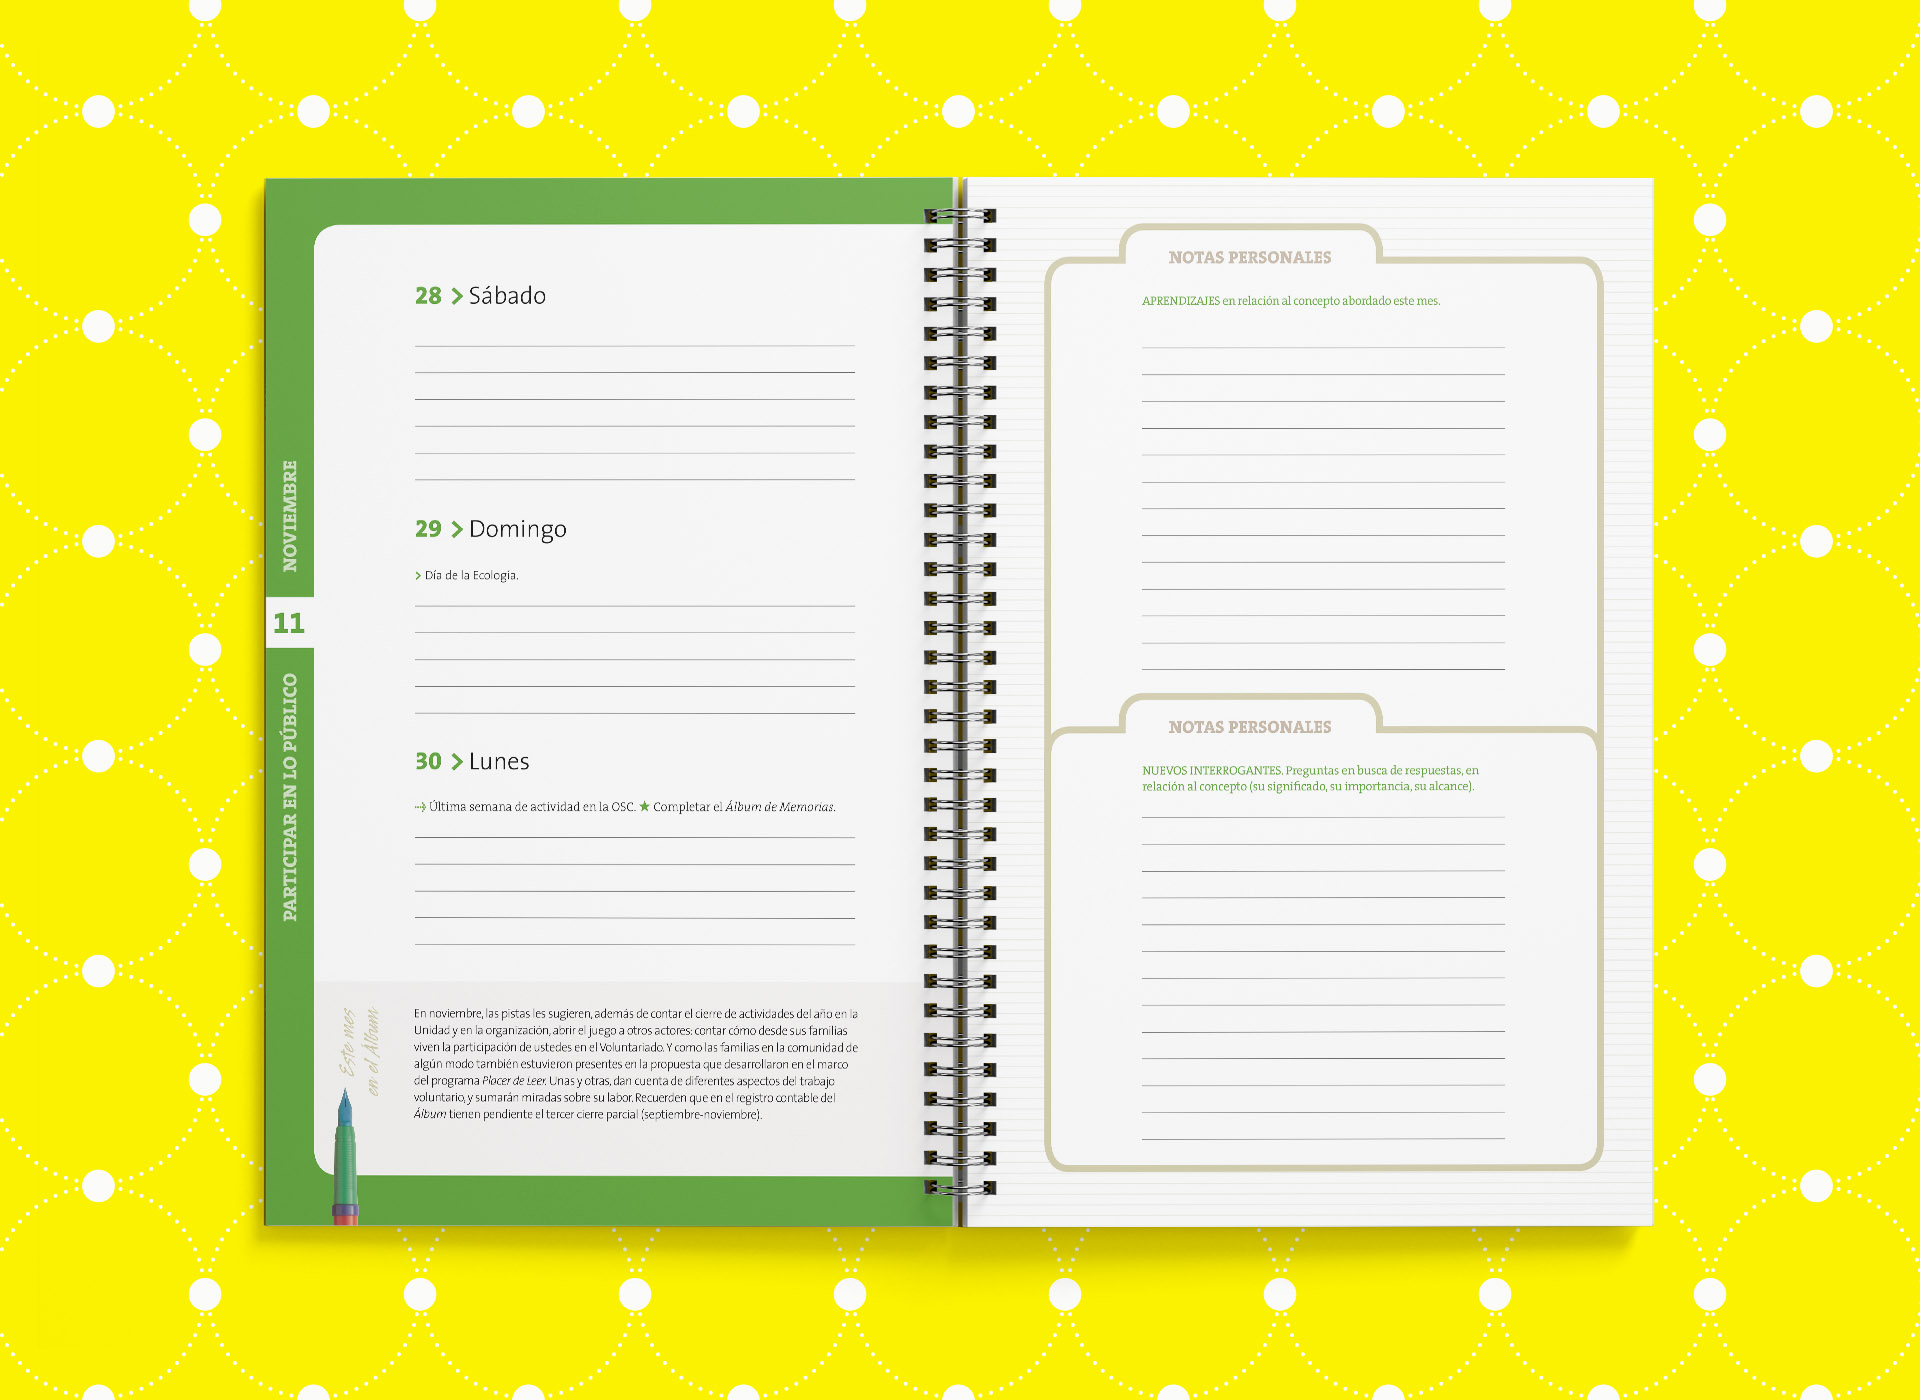 NOVIEMBRE
11
PARTICIPAR EN LO PÚBLICO
28 > Sábado
29 > Domingo
> Día de la Ecología.
30 > Lunes
Última semana de actividad en la OSC. ★ Completar el Álbum de Memorias.
Este mes
en el Álbum
En noviembre, las pistas les sugieren, además de contar el cierre de actividades del año en la
Unidad y en la organización, abrir el juego a otros actores: contar cómo desde sus familias
viven la participación de ustedes en el Voluntariado. Y como las familias en la comunidad de
algún modo también estuvieron presentes en la propuesta que desarrollaron en el marco
del programa Placer de Leer. Unas y otras, dan cuenta de diferentes aspectos del trabajo
voluntario, y sumarán miradas sobre su labor. Recuerden que en el registro contable del
Álbum tienen pendiente el tercer cierre parcial (septiembre-noviembre).
NOTAS PERSONALES
APRENDIZAJES en relación al concepto abordado este mes.
NOTAS PERSONALES
NUEVOS INTERROGANTES. Preguntas en busca de respuestas, en
relación al concepto (su significado, su importancia, su alcance).